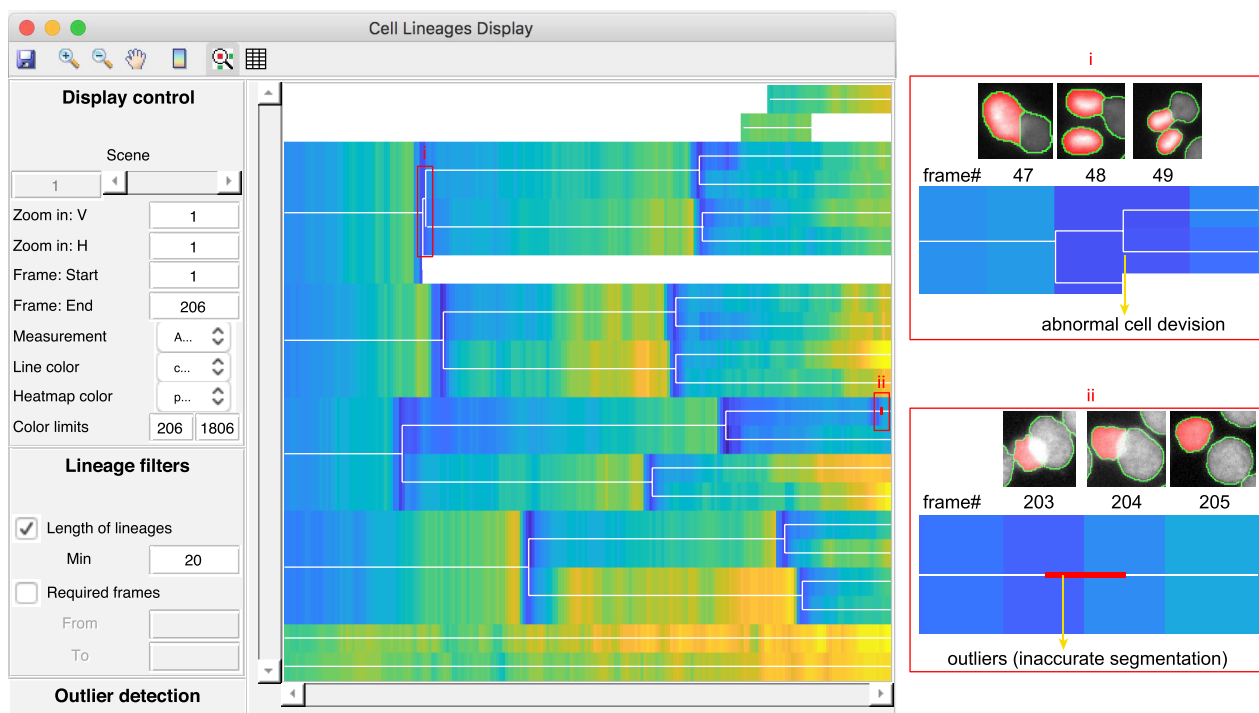 Cell Lineages Display
Display control
Scene
1
Zoom in: V 1
Zoom in: H 1
Frame: Start 1
Frame: End 206
Measurement A...
Line color c...
Heatmap color p...
Color limits 206 1806
Lineage filters
Length of lineages
Min 20
Required frames
From
To
Outlier detection
i
ii
i
frame# 47 48 49
abnormal cell devision
ii
frame# 203 204 205
outliers (inaccurate segmentation)